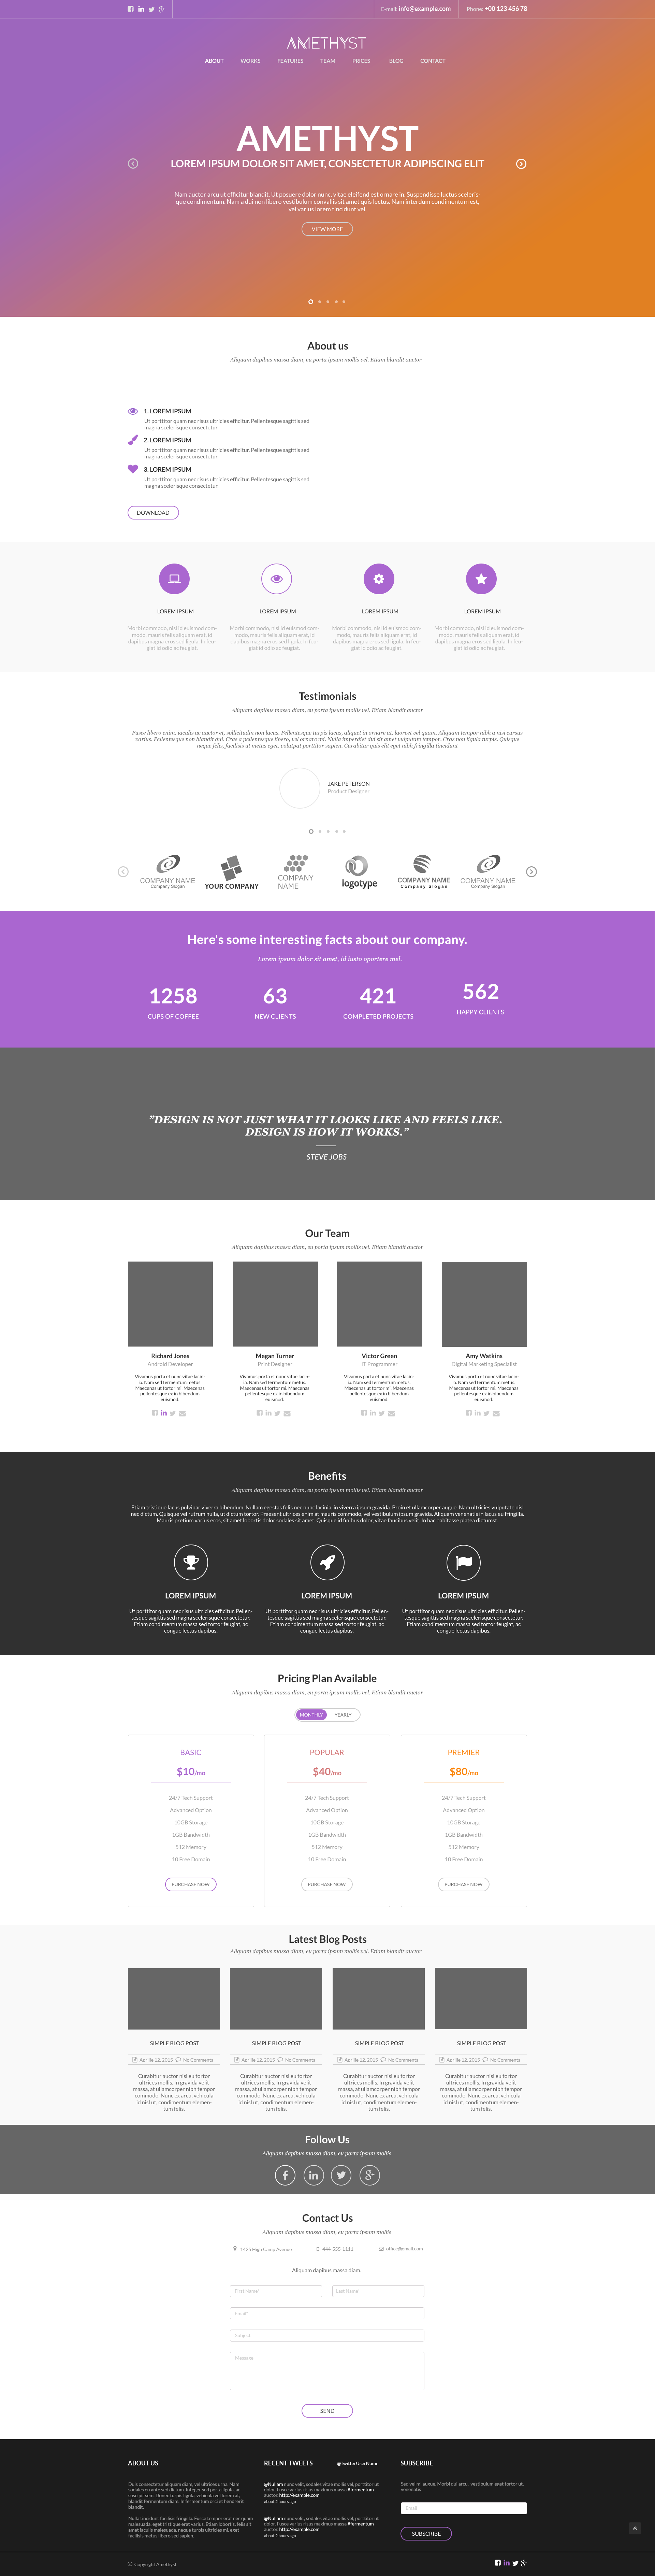 E-mail: info@example.com
Phone: +00 123 456 78
AMETHYST
ABOUT
WORKS
FEATURES
TEAM
PRICES
BLOG
CONTACT
AMETHYST
LOREM IPSUM DOLOR SIT AMET, CONSECTETUR ADIPISCING ELIT
Nam auctor arcu ut efficitur blandit. Ut posuere dolor nunc, vitae eleifend est ornare in. Suspendisse luctus sceleris-
que condimentum. Nam a dui non libero vestibulum convallis sit amet quis lectus. Nam interdum condimentum est,
vel varius lorem tincidunt vel.
VIEW MORE
About us
Aliquam dapibus massa diam, eu porta ipsum mollis vel. Etiam blandit auctor
1. LOREM IPSUM
Ut porttitor quam nec risus ultricies efficitur. Pellentesque sagittis sed
magna scelerisque consectetur.
2. LOREM IPSUM
Ut porttitor quam nec risus ultricies efficitur. Pellentesque sagittis sed
magna scelerisque consectetur.
3. LOREM IPSUM
Ut porttitor quam nec risus ultricies efficitur. Pellentesque sagittis sed
magna scelerisque consectetur.
DOWNLOAD
LOREM IPSUM
Morbi commodo, nisl id euismod com-
modo, mauris felis aliquam erat, id
dapibus magna eros sed ligula. In feu-
giat id odio ac feugiat.
LOREM IPSUM
Morbi commodo, nisl id euismod com-
modo, mauris felis aliquam erat, id
dapibus magna eros sed ligula. In feu-
giat id odio ac feugiat.
LOREM IPSUM
Morbi commodo, nisl id euismod com-
modo, mauris felis aliquam erat, id
dapibus magna eros sed ligula. In feu-
giat id odio ac feugiat.
LOREM IPSUM
Morbi commodo, nisl id euismod com-
modo, mauris felis aliquam erat, id
dapibus magna eros sed ligula. In feu-
giat id odio ac feugiat.
Testimonials
Aliquam dapibus massa diam, eu porta ipsum mollis vel. Etiam blandit auctor
Fusce libero enim, iaculis ac auctor et, sollicitudin non lacus. Pellentesque turpis lacus, aliquet in ornare at, laoreet vel quam. Aliquam tempor nibh a nisi cursus
varius. Pellentesque non blandit dui. Cras a pellentesque libero, vel ornare mi. Nulla imperdiet dui sit amet vulputate tempor. Cras non ligula turpis. Quisque
neque felis, facilisis ut metus eget, volutpat porttitor sapien. Curabitur quis elit eget nibh fringilla tincidunt
JAKE PETERSON
Product Designer
COMPANY NAME
Company Slogan
YOUR COMPANY
COMPANY
NAME
logotype
COMPANY NAME
Company Slogan
COMPANY NAME
Company Slogan
Here's some interesting facts about our company.
Lorem ipsum dolor sit amet, id iusto oportere mel.
1258
CUPS OF COFFEE
63
NEW CLIENTS
421
COMPLETED PROJECTS
562
HAPPY CLIENTS
"DESIGN IS NOT JUST WHAT IT LOOKS LIKE AND FEELS LIKE.
DESIGN IS HOW IT WORKS."
STEVE JOBS
Our Team
Aliquam dapibus massa diam, eu porta ipsum mollis vel. Etiam blandit auctor
Richard Jones
Android Developer
Vivamus porta et nunc vitae lacin-
ia. Nam sed fermentum metus.
Maecenas ut tortor mi. Maecenas
pellentesque ex in bibendum
euismod.
Megan Turner
Print Designer
Vivamus porta et nunc vitae lacin-
ia. Nam sed fermentum metus.
Maecenas ut tortor mi. Maecenas
pellentesque ex in bibendum
euismod.
Victor Green
IT Programmer
Vivamus porta et nunc vitae lacin-
ia. Nam sed fermentum metus.
Maecenas ut tortor mi. Maecenas
pellentesque ex in bibendum
euismod.
Amy Watkins
Digital Marketing Specialist
Vivamus porta et nunc vitae lacin-
ia. Nam sed fermentum metus.
Maecenas ut tortor mi. Maecenas
pellentesque ex in bibendum
euismod.
Benefits
Aliquam dapibus massa diam, eu porta ipsum mollis vel. Etiam blandit auctor
Etiam tristique lacus pulvinar viverra bibendum. Nullam egestas felis nec nunc lacinia, in viverra ipsum gravida. Proin et ullamcorper augue. Nam ultricies vulputate nisl
nec dictum. Quisque vel rutrum nulla, ut dictum tortor. Praesent ultrices enim at mauris commodo, vel vestibulum ipsum gravida. Aliquam venenatis in lacus eu fringilla.
Mauris pretium varius eros, sit amet lobortis dolor sodales sit amet. Quisque id finibus dolor, vitae faucibus velit. In hac habitasse platea dictumst.
LOREM IPSUM
Ut porttitor quam nec risus ultricies efficitur. Pellen-
tesque sagittis sed magna scelerisque consectetur.
Etiam condimentum massa sed tortor feugiat, ac
congue lectus dapibus.
LOREM IPSUM
Ut porttitor quam nec risus ultricies efficitur. Pellen-
tesque sagittis sed magna scelerisque consectetur.
Etiam condimentum massa sed tortor feugiat, ac
congue lectus dapibus.
LOREM IPSUM
Ut porttitor quam nec risus ultricies efficitur. Pellen-
tesque sagittis sed magna scelerisque consectetur.
Etiam condimentum massa sed tortor feugiat, ac
congue lectus dapibus.
Pricing Plan Available
Aliquam dapibus massa diam, eu porta ipsum mollis vel. Etiam blandit auctor
MONTHLY
YEARLY
BASIC
$10/mo
24/7 Tech Support
Advanced Option
10GB Storage
1GB Bandwidth
512 Memory
10 Free Domain
PURCHASE NOW
POPULAR
$40/mo
24/7 Tech Support
Advanced Option
10GB Storage
1GB Bandwidth
512 Memory
10 Free Domain
PURCHASE NOW
PREMIER
$80/mo
24/7 Tech Support
Advanced Option
10GB Storage
1GB Bandwidth
512 Memory
10 Free Domain
PURCHASE NOW
Latest Blog Posts
Aliquam dapibus massa diam, eu porta ipsum mollis vel. Etiam blandit auctor
SIMPLE BLOG POST
Aprilie 12, 2015
No Comments
Curabitur auctor nisi eu tortor
ultrices mollis. In gravida velit
massa, at ullamcorper nibh tempor
commodo. Nunc ex arcu, vehicula
id nisl ut, condimentum elemen-
tum felis.
SIMPLE BLOG POST
Aprilie 12, 2015
No Comments
Curabitur auctor nisi eu tortor
ultrices mollis. In gravida velit
massa, at ullamcorper nibh tempor
commodo. Nunc ex arcu, vehicula
id nisl ut, condimentum elemen-
tum felis.
SIMPLE BLOG POST
Aprilie 12, 2015
No Comments
Curabitur auctor nisi eu tortor
ultrices mollis. In gravida velit
massa, at ullamcorper nibh tempor
commodo. Nunc ex arcu, vehicula
id nisl ut, condimentum elemen-
tum felis.
SIMPLE BLOG POST
Aprilie 12, 2015
No Comments
Curabitur auctor nisi eu tortor
ultrices mollis. In gravida velit
massa, at ullamcorper nibh tempor
commodo. Nunc ex arcu, vehicula
id nisl ut, condimentum elemen-
tum felis.
Follow Us
Aliquam dapibus massa diam, eu porta ipsum mollis
Contact Us
Aliquam dapibus massa diam, eu porta ipsum mollis
1425 High Camp Avenue
444-555-1111
office@email.com
Aliquam dapibus massa diam.
First Name*
Last Name*
Email*
Subject
Message
SEND
ABOUT US
Duis consectetur aliquam diam, vel ultrices urna. Nam
sodales eu ante sed dictum. Integer sed porta ligula, ac
suscipit sem. Donec turpis ligula, vehicula vel lorem at,
blandit fermentum diam. In fermentum orci et hendrerit
blandit.
Nulla tincidunt facilisis fringilla. Fusce tempor erat nec quam
malesuada, eget tristique erat varius. Etiam lobortis, felis sit
amet iaculis malesuada, neque turpis ultricies mi, eget
facilisis metus libero sed sapien.
RECENT TWEETS
@TwitterUserName
@Nullam nunc velit, sodales vitae mollis vel, porttitor ut
dolor. Fusce varius risus maximus massa #fermentum
auctor. http://example.com
about 2 hours ago
@Nullam nunc velit, sodales vitae mollis vel, porttitor ut
dolor. Fusce varius risus maximus massa #fermentum
auctor. http://example.com
about 2 hours ago
SUBSCRIBE
Sed vel mi augue. Morbi dui arcu, vestibulum eget tortor ut,
venenatis
Email
SUBSCRIBE
© Copyright Amethyst